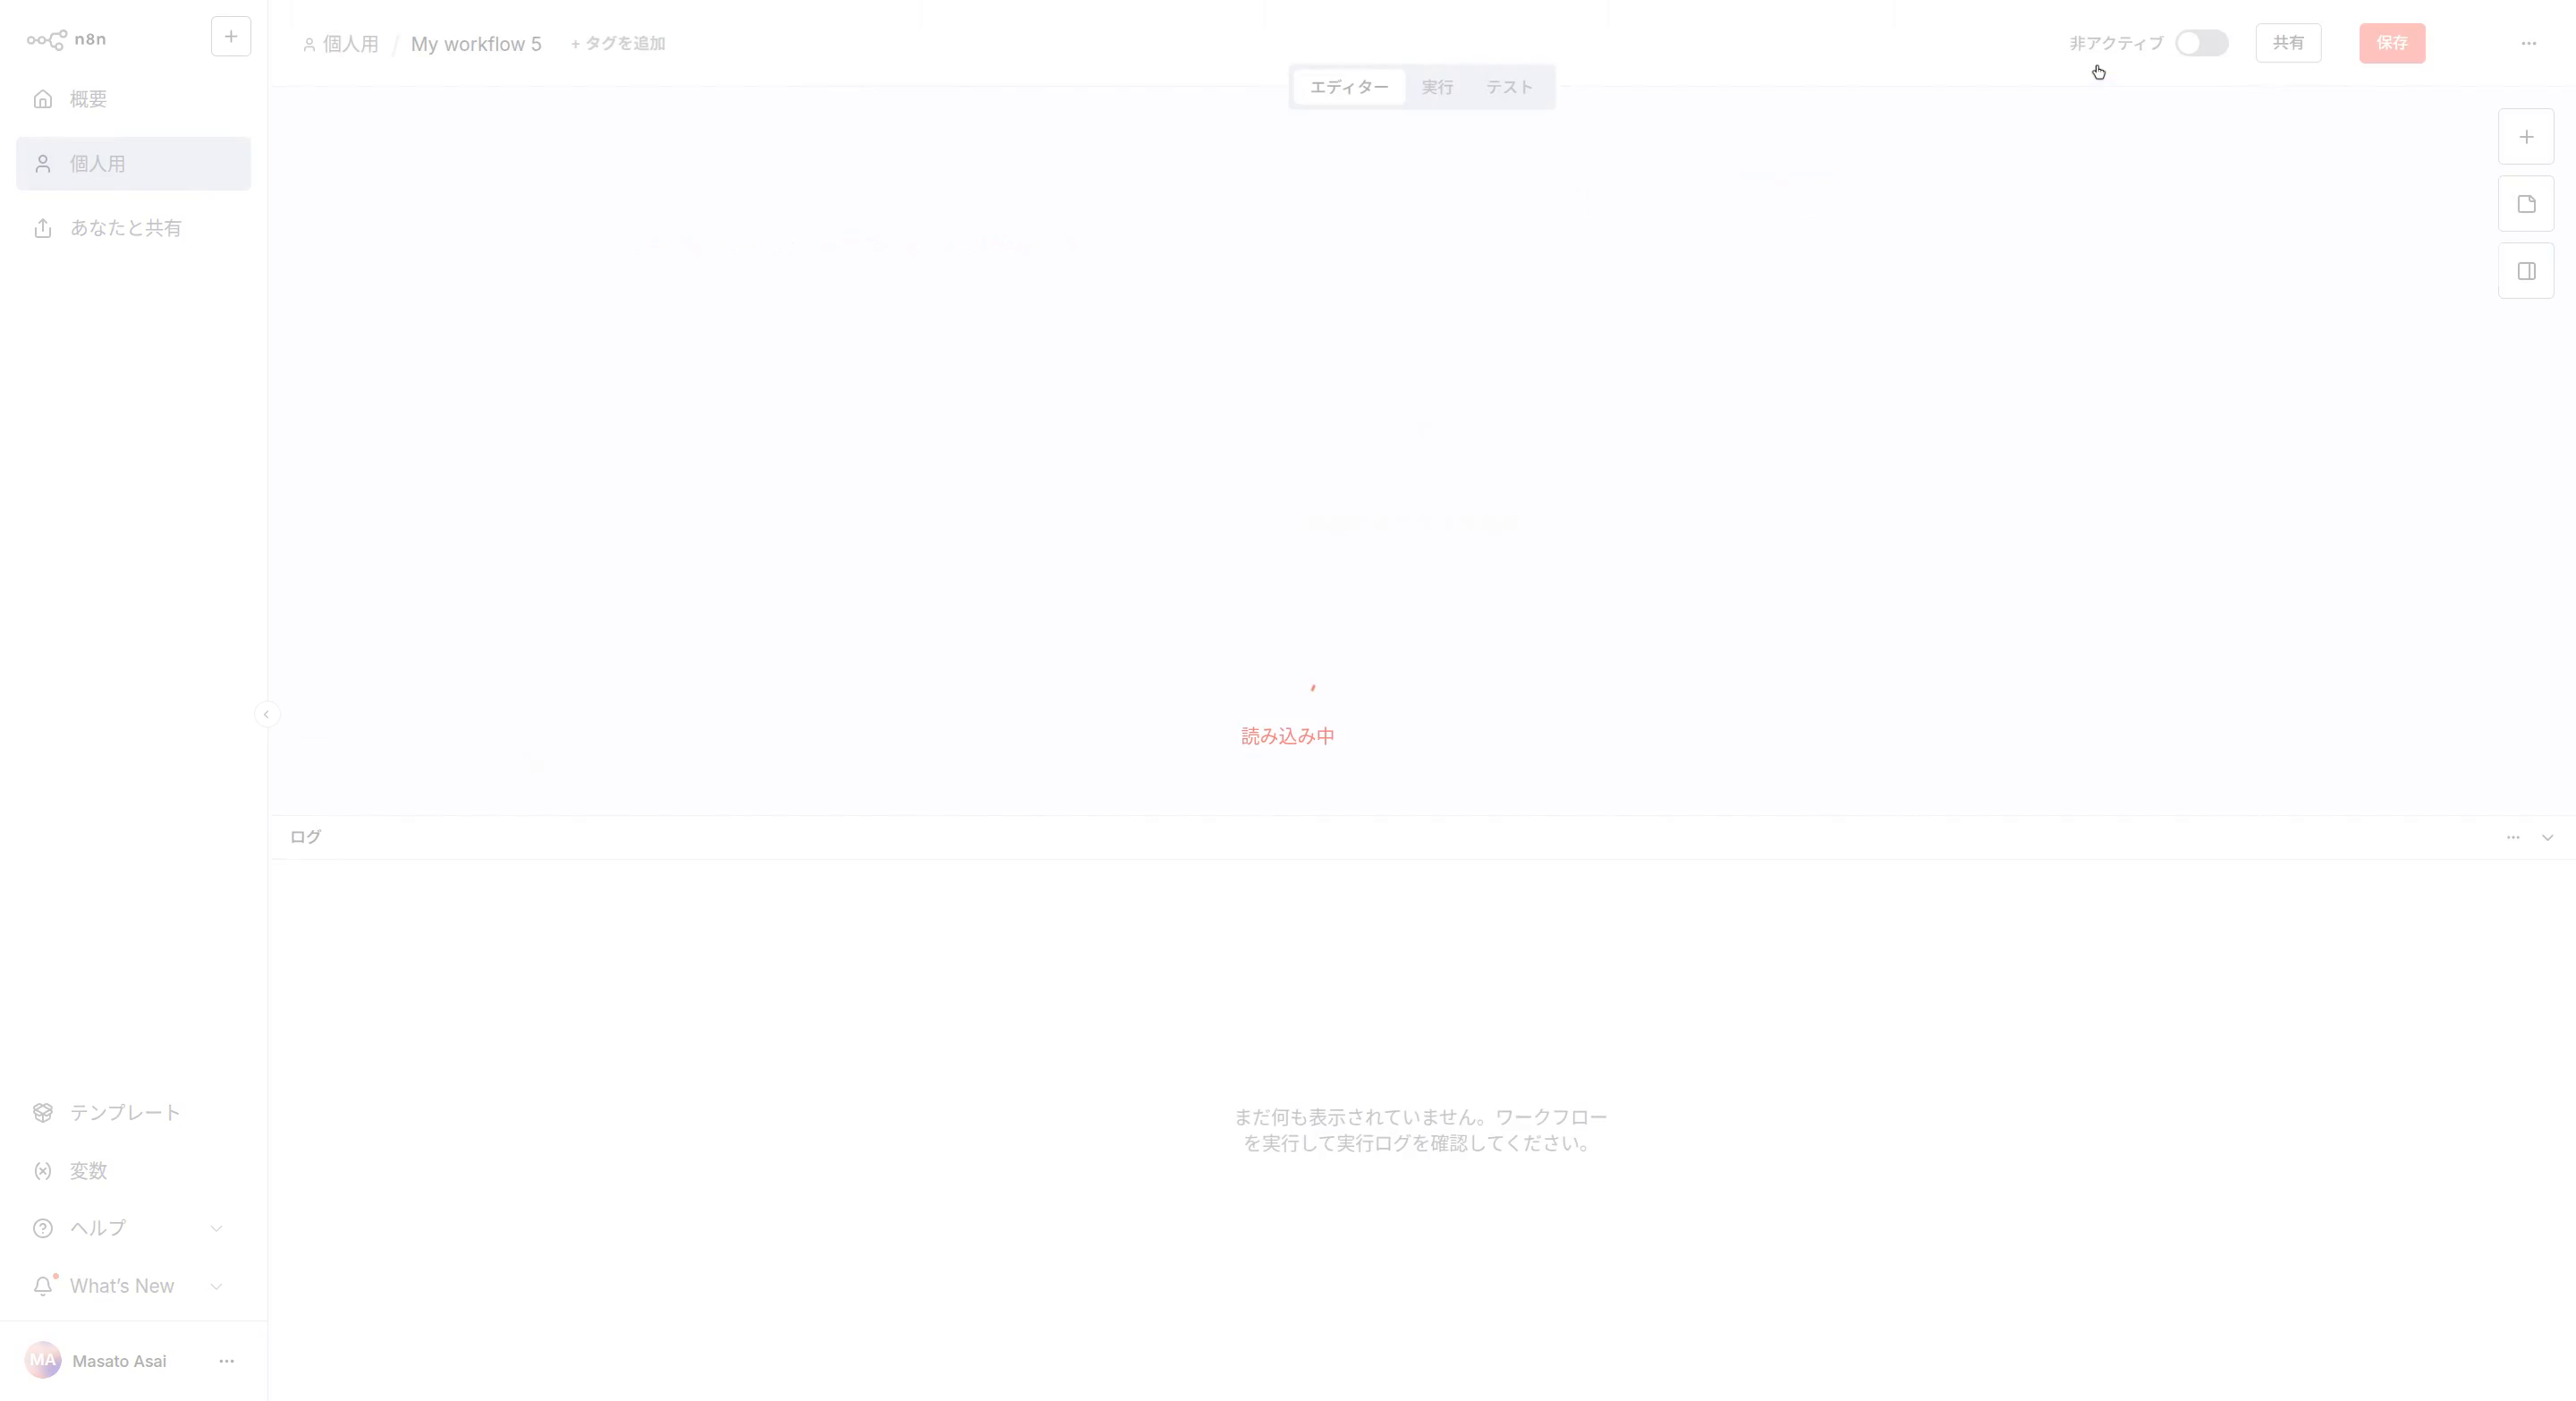 n8n
概要
個人用
あなたと共有
個人用 / My workflow 5 + タグを追加
非アクティブ
共有
保存
エディター 実行 テスト
読み込み中
ログ
まだ何も表示されていません。ワークフロー
を実行して実行ログを確認してください。
テンプレート
変数
ヘルプ
What's New
MA Masato Asai